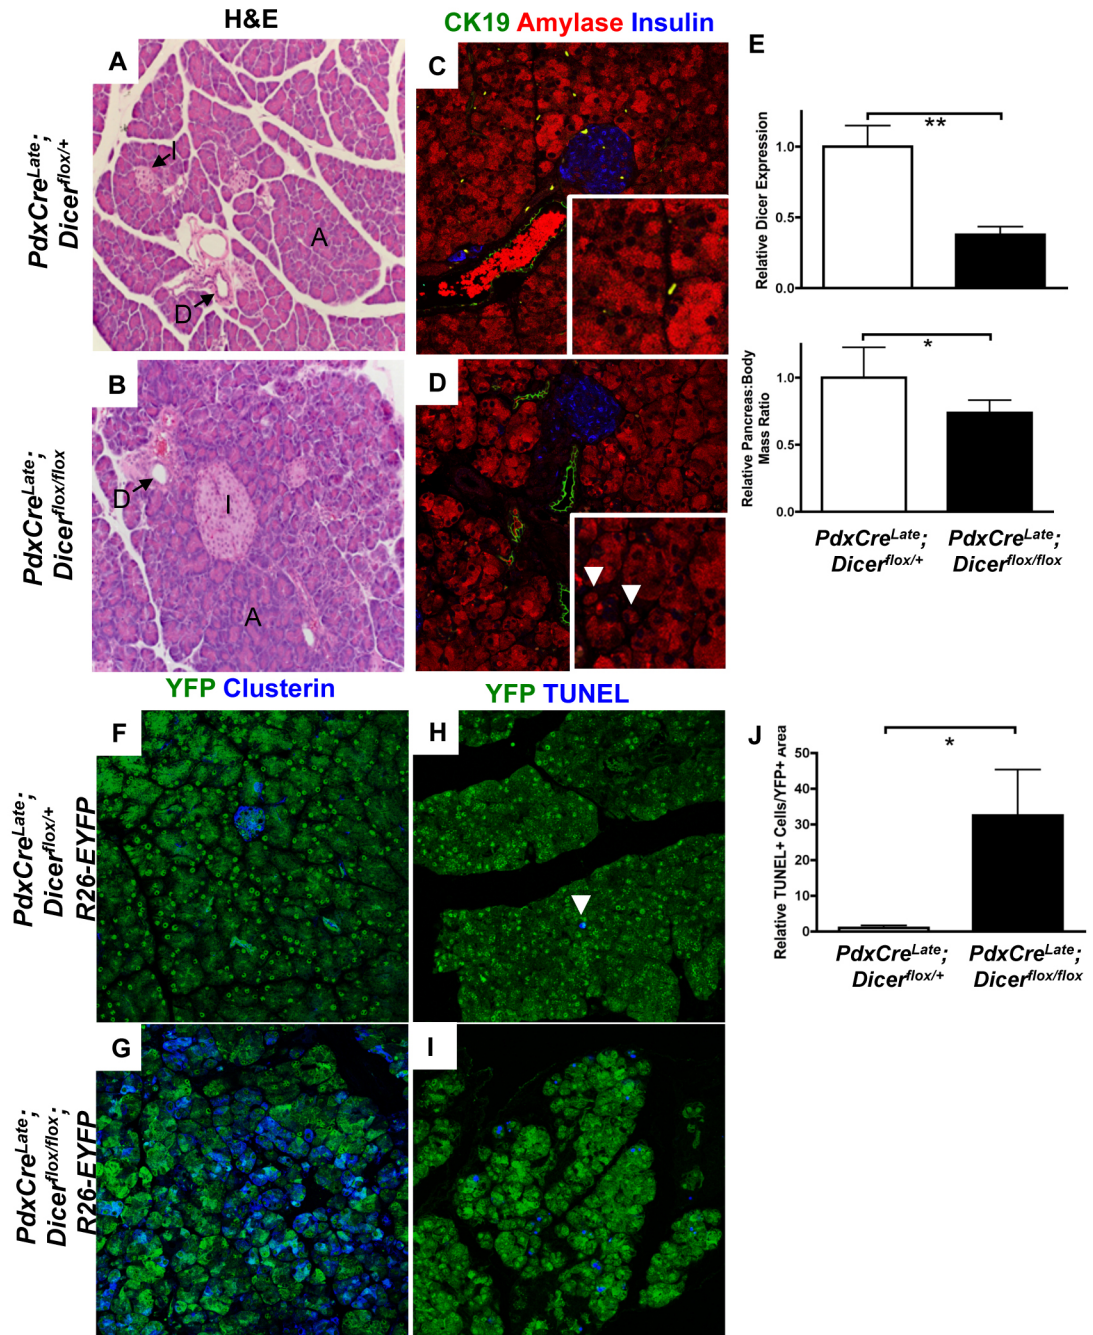 H&E
CK19 Amylase Insulin
A
I
A
D
PdxCreLate;
Dicerflox/+
C
E
Relative Dicer Expression
1.0
0.5
0.0
**
B
D
I
A
PdxCreLate;
Dicerflox/flox
D
Relative Pancreas:Body
Mass Ratio
1.0
0.5
0.0
*
PdxCreLate;
Dicerflox/+
PdxCreLate;
Dicerflox/flox
YFP Clusterin
YFP TUNEL
F
PdxCreLate;
Dicerflox/+
R26-EYFP
H
J
Relative TUNEL+ Cells/YFP+ Area
50
40
30
20
10
0
*
PdxCreLate;
Dicerflox/+
PdxCreLate;
Dicerflox/flox
G
PdxCreLate;
Dicerflox/flox;
R26-EYFP
I